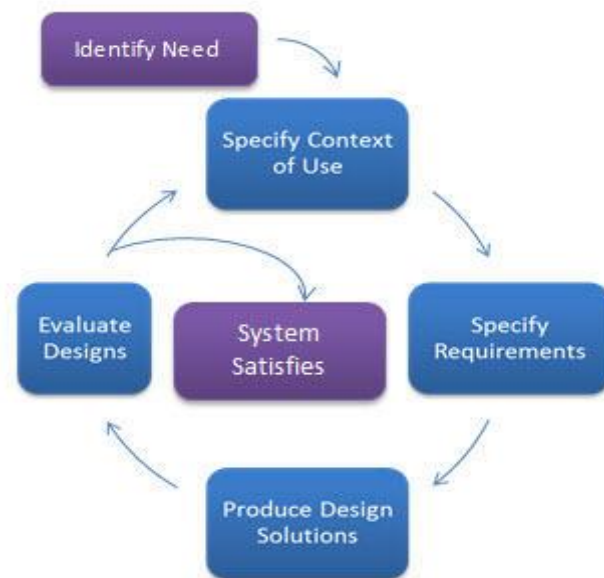 Identify Need
Specify Context
of Use
Specify
Requirements
Produce Design
Solutions
Evaluate
Designs
System
Satisfies